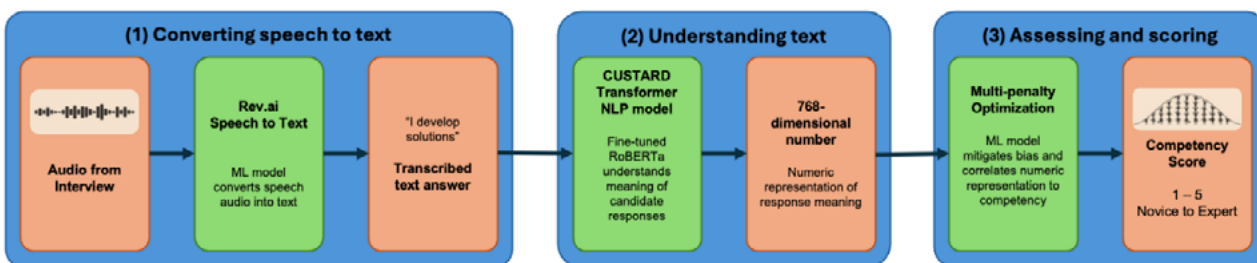 (1) Converting speech to text
Audio from
Interview
Rev.ai
Speech to Text
ML model
converts speech
audio into text
"I develop
solutions"
Transcribed
text answer
(2) Understanding text
CUSTARD
Transformer
NLP model
Fine-tuned
RoBERTa
understands
meaning of
candidate
responses
768-
dimensional
number
Numeric
representation of
response meaning
(3) Assessing and scoring
Multi-penalty
Optimization
ML model
mitigates bias and
correlates numeric
representation to
competency
Competency
Score
1 – 5
Novice to Expert